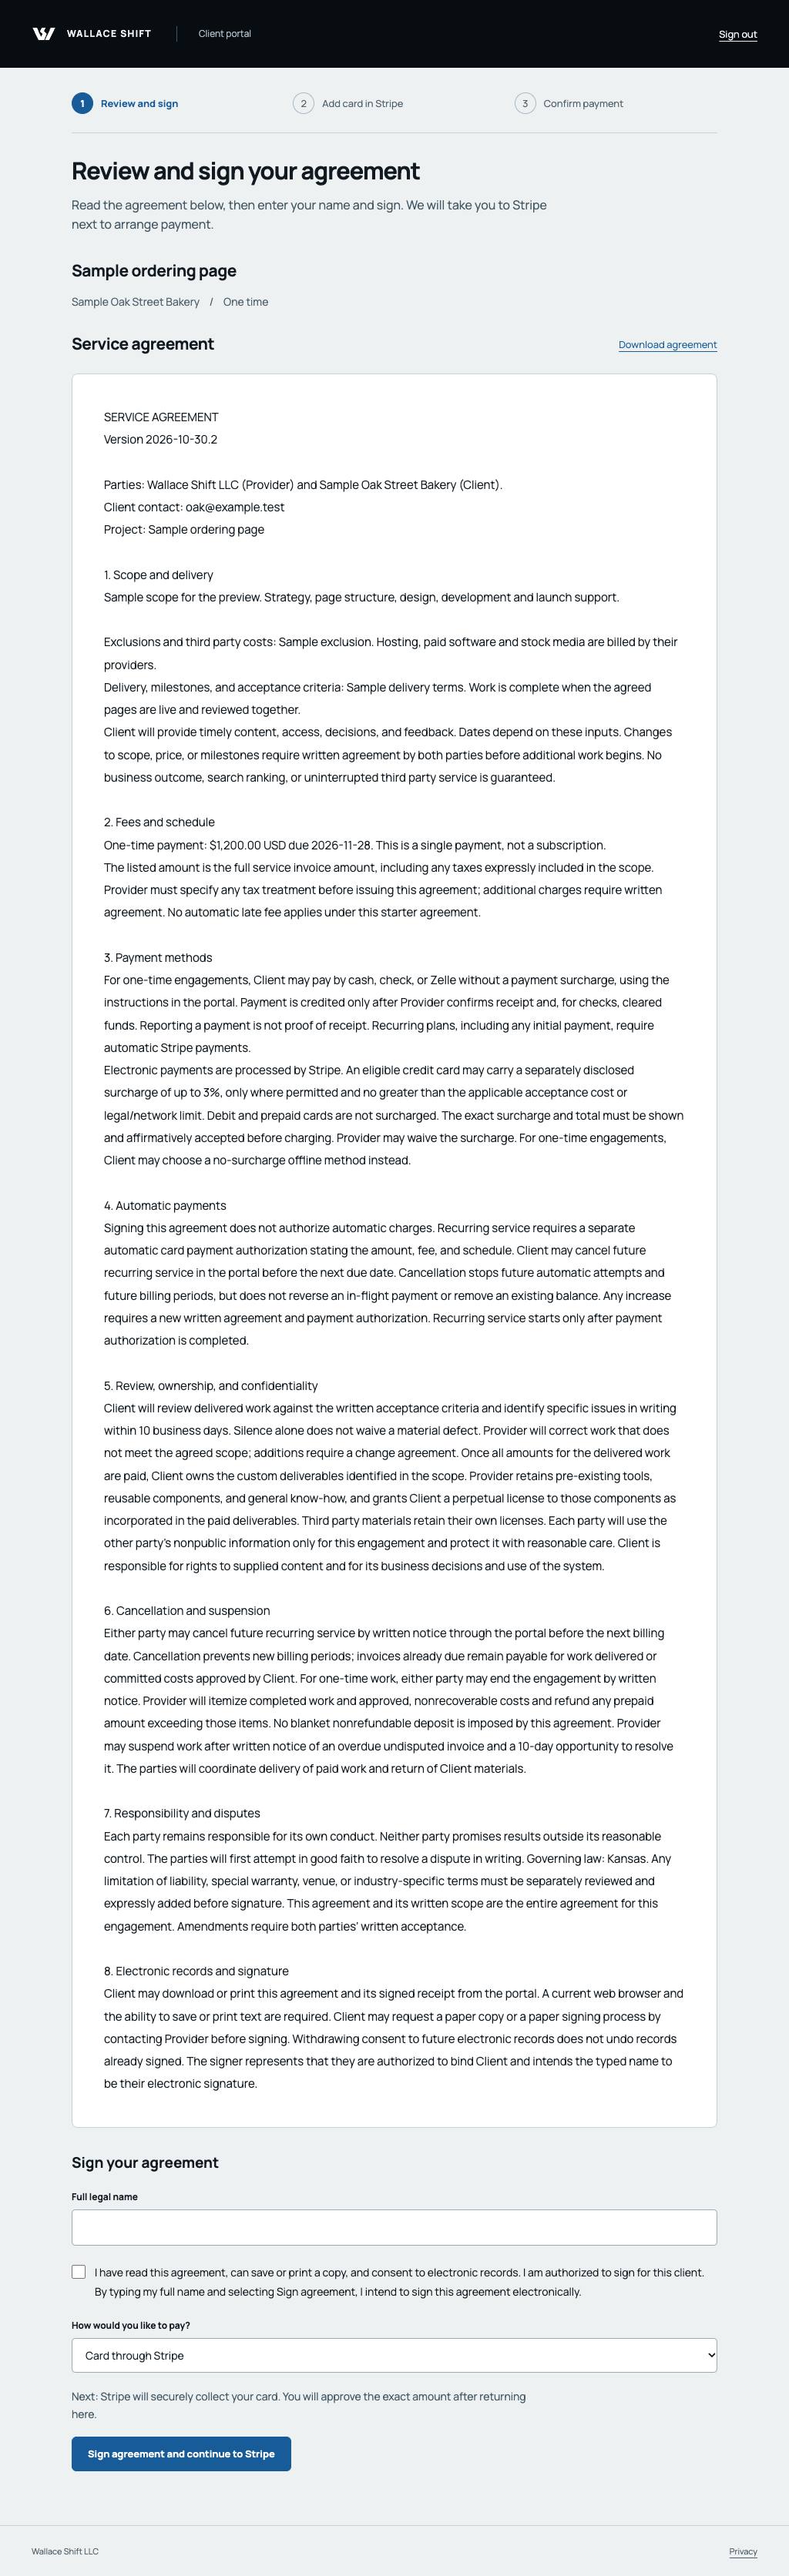 WALLACE SHIFT
Client portal
Sign out
1 Review and sign
2 Add card in Stripe
3 Confirm payment
Review and sign your agreement
Read the agreement below, then enter your name and sign. We will take you to Stripe
next to arrange payment.
Sample ordering page
Sample Oak Street Bakery / One time
Service agreement
Download agreement
SERVICE AGREEMENT
Version 2026-10-30.2
Parties: Wallace Shift LLC (Provider) and Sample Oak Street Bakery (Client).
Client contact: oak@example.test
Project: Sample ordering page
1. Scope and delivery
Sample scope for the preview. Strategy, page structure, design, development and launch support.
Exclusions and third party costs: Sample exclusion. Hosting, paid software and stock media are billed by their
providers.
Delivery, milestones, and acceptance criteria: Sample delivery terms. Work is complete when the agreed
pages are live and reviewed together.
Client will provide timely content, access, decisions, and feedback. Dates depend on these inputs. Changes
to scope, price, or milestones require written agreement by both parties before additional work begins. No
business outcome, search ranking, or uninterrupted third party service is guaranteed.
2. Fees and schedule
One-time payment: $1,200.00 USD due 2026-11-28. This is a single payment, not a subscription.
The listed amount is the full service invoice amount, including any taxes expressly included in the scope.
Provider must specify any tax treatment before issuing this agreement; additional charges require written
agreement. No automatic late fee applies under this starter agreement.
3. Payment methods
For one-time engagements, Client may pay by cash, check, or Zelle without a payment surcharge, using the
instructions in the portal. Payment is credited only after Provider confirms receipt and, for checks, cleared
funds. Reporting a payment is not proof of receipt. Recurring plans, including any initial payment, require
automatic Stripe payments.
Electronic payments are processed by Stripe. An eligible credit card may carry a separately disclosed
surcharge of up to 3%, only where permitted and no greater than the applicable acceptance cost or
legal/network limit. Debit and prepaid cards are not surcharged. The exact surcharge and total must be shown
and affirmatively accepted before charging. Provider may waive the surcharge. For one-time engagements,
Client may choose a no-surcharge offline method instead.
4. Automatic payments
Signing this agreement does not authorize automatic charges. Recurring service requires a separate
automatic card payment authorization stating the amount, fee, and schedule. Client may cancel future
recurring service in the portal before the next due date. Cancellation stops future automatic attempts and
future billing periods, but does not reverse an in-flight payment or remove an existing balance. Any increase
requires a new written agreement and payment authorization. Recurring service starts only after payment
authorization is completed.
5. Review, ownership, and confidentiality
Client will review delivered work against the written acceptance criteria and identify specific issues in writing
within 10 business days. Silence alone does not waive a material defect. Provider will correct work that does
not meet the agreed scope; additions require a change agreement. Once all amounts for the delivered work
are paid, Client owns the custom deliverables identified in the scope. Provider retains pre-existing tools,
reusable components, and general know-how, and grants Client a perpetual license to those components as
incorporated in the paid deliverables. Third party materials retain their own licenses. Each party will use the
other party's nonpublic information only for this engagement and protect it with reasonable care. Client is
responsible for rights to supplied content and for its business decisions and use of the system.
6. Cancellation and suspension
Either party may cancel future recurring service by written notice through the portal before the next billing
date. Cancellation prevents new billing periods; invoices already due remain payable for work delivered or
committed costs approved by Client. For one-time work, either party may end the engagement by written
notice. Provider will itemize completed work and approved, nonrecoverable costs and refund any prepaid
amount exceeding those items. No blanket nonrefundable deposit is imposed by this agreement. Provider
may suspend work after written notice of an overdue undisputed invoice and a 10-day opportunity to resolve
it. The parties will coordinate delivery of paid work and return of Client materials.
7. Responsibility and disputes
Each party remains responsible for its own conduct. Neither party promises results outside its reasonable
control. The parties will first attempt in good faith to resolve a dispute in writing. Governing law: Kansas. Any
limitation of liability, special warranty, venue, or industry-specific terms must be separately reviewed and
expressly added before signature. This agreement and its written scope are the entire agreement for this
engagement. Amendments require both parties' written acceptance.
8. Electronic records and signature
Client may download or print this agreement and its signed receipt from the portal. A current web browser and
the ability to save or print text are required. Client may request a paper copy or a paper signing process by
contacting Provider before signing. Withdrawing consent to future electronic records does not undo records
already signed. The signer represents that they are authorized to bind Client and intends the typed name to
be their electronic signature.
Sign your agreement
Full legal name
I have read this agreement, can save or print a copy, and consent to electronic records. I am authorized to sign for this client.
By typing my full name and selecting Sign agreement, I intend to sign this agreement electronically.
How would you like to pay?
Card through Stripe
Next: Stripe will securely collect your card. You will approve the exact amount after returning
here.
Sign agreement and continue to Stripe
Wallace Shift LLC
Privacy